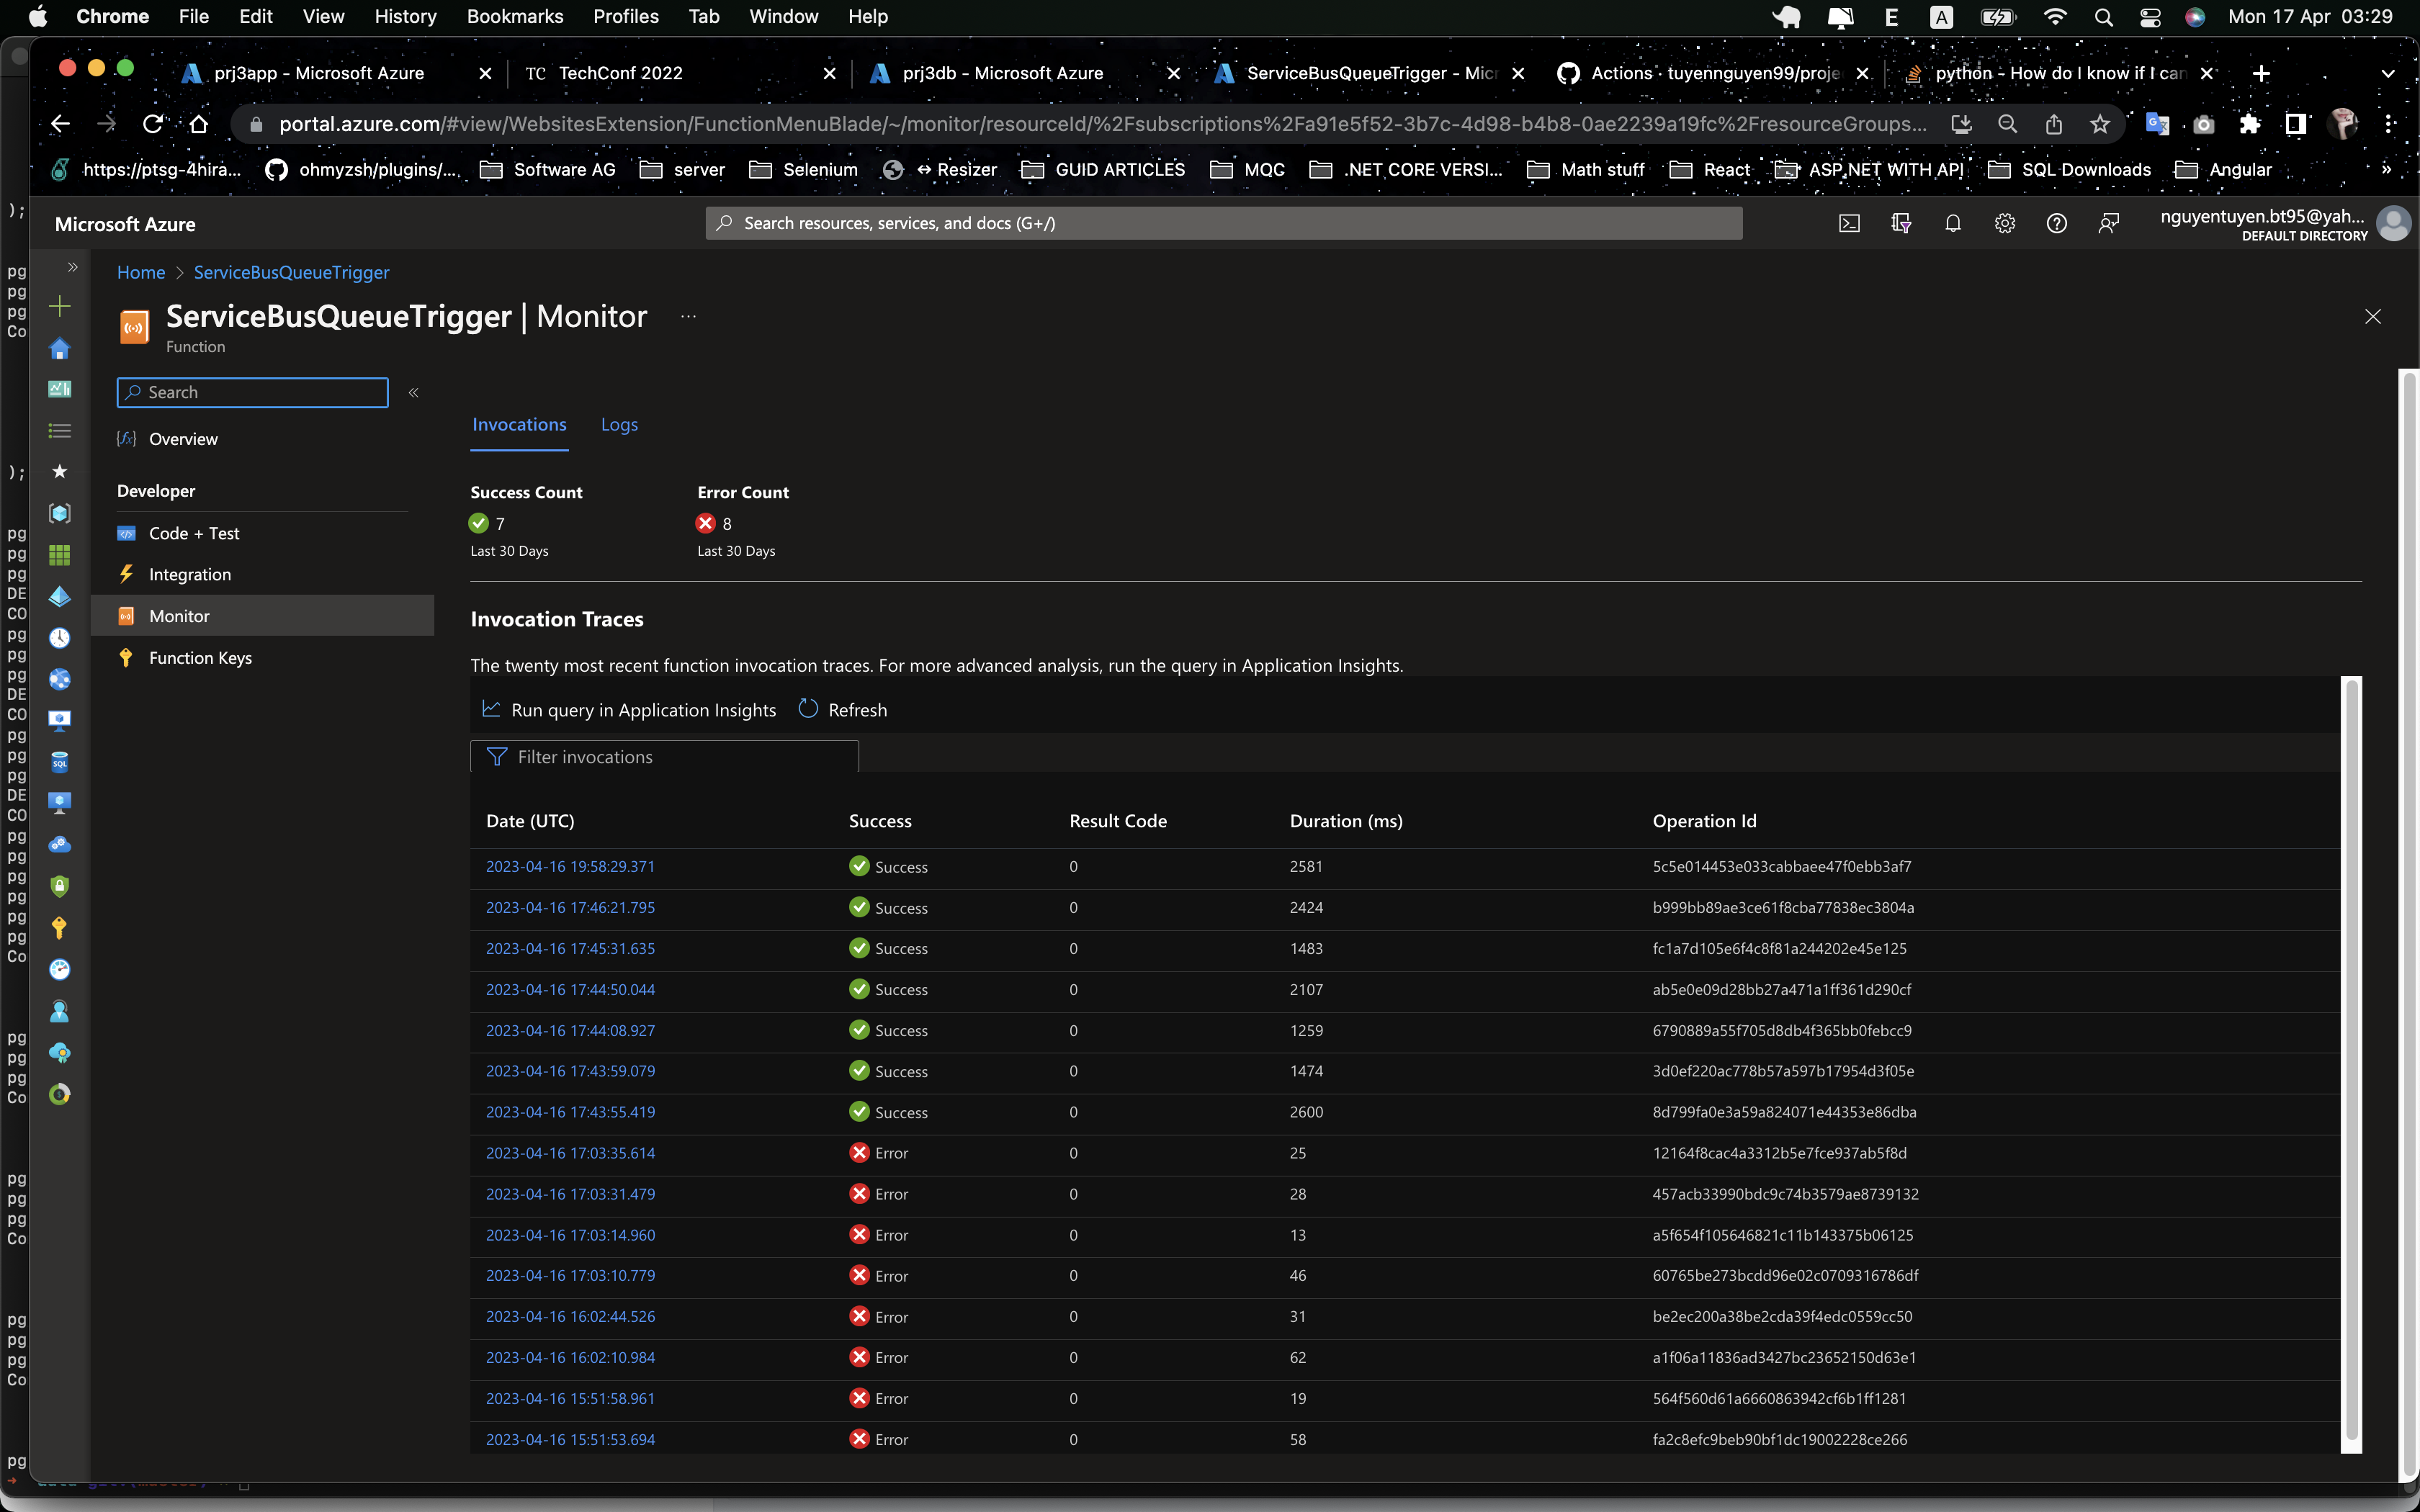 Chrome File Edit View History Bookmarks Profiles Tab Window Help E A Mon 17 Apr 03:29
prj3app - Microsoft Azure TC TechConf 2022 prj3db - Microsoft Azure ServiceBusQueueTrigger - Micr Actions · tuyennguyen99/proje python - How do I know if I can
portal.azure.com/#view/WebsitesExtension/FunctionMenuBlade/~/monitor/resourceId/%2Fsubscriptions%2Fa91e5f52-3b7c-4d98-b4b8-0ae2239a19fc%2FresourceGroups...
https://ptsg-4hira... ohmyzsh/plugins/... Software AG server Selenium ↔ Resizer GUID ARTICLES MQC .NET CORE VERSI... Math stuff React ASP.NET WITH API SQL Downloads Angular »
Microsoft Azure Search resources, services, and docs (G+/) nguyentuyen.bt95@yah...
DEFAULT DIRECTORY
Home > ServiceBusQueueTrigger
ServiceBusQueueTrigger | Monitor ...
Function
Search «
Overview
Developer
Code + Test
Integration
Monitor
Function Keys
Invocations Logs
Success Count Error Count
7 8
Last 30 Days Last 30 Days
Invocation Traces
The twenty most recent function invocation traces. For more advanced analysis, run the query in Application Insights.
Run query in Application Insights Refresh
Filter invocations
Date (UTC) Success Result Code Duration (ms) Operation Id
2023-04-16 19:58:29.371 Success 0 2581 5c5e014453e033cabbaee47f0ebb3af7
2023-04-16 17:46:21.795 Success 0 2424 b999bb89ae3ce61f8cba77838ec3804a
2023-04-16 17:45:31.635 Success 0 1483 fc1a7d105e6f4c8f81a244202e45e125
2023-04-16 17:44:50.044 Success 0 2107 ab5e0e09d28bb27a471a1ff361d290cf
2023-04-16 17:44:08.927 Success 0 1259 6790889a55f705d8db4f365bb0febcc9
2023-04-16 17:43:59.079 Success 0 1474 3d0ef220ac778b57a597b17954d3f05e
2023-04-16 17:43:55.419 Success 0 2600 8d799fa0e3a59a824071e44353e86dba
2023-04-16 17:03:35.614 Error 0 25 12164f8cac4a3312b5e7fce937ab5f8d
2023-04-16 17:03:31.479 Error 0 28 457acb33990bdc9c74b3579ae8739132
2023-04-16 17:03:14.960 Error 0 13 a5f654f105646821c11b143375b06125
2023-04-16 17:03:10.779 Error 0 46 60765be273bcdd96e02c0709316786df
2023-04-16 16:02:44.526 Error 0 31 be2ec200a38be2cda39f4edc0559cc50
2023-04-16 16:02:10.984 Error 0 62 a1f06a11836ad3427bc23652150d63e1
2023-04-16 15:51:58.961 Error 0 19 564f560d61a6660863942cf6b1ff1281
2023-04-16 15:51:53.694 Error 0 58 fa2c8efc9beb90bf1dc19002228ce266